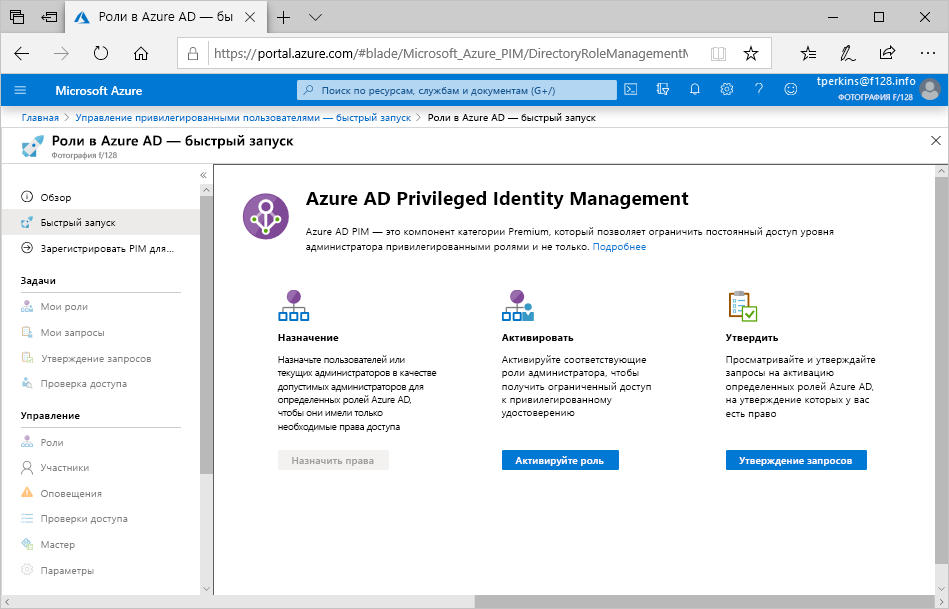 Роли в Azure AD — бы
https://portal.azure.com/#blade/Microsoft_Azure_PIM/DirectoryRoleManagementM
Microsoft Azure
Поиск по ресурсам, службам и документам (G+/)
tperkins@f128.info
ФОТОГРАФИЯ F/128
Главная > Управление привилегированными пользователями — быстрый запуск > Роли в Azure AD — быстрый запуск
Роли в Azure AD — быстрый запуск
Фотография f/128
Обзор
Быстрый запуск
Зарегистрировать PIM для...
Задачи
Мои роли
Мои запросы
Утверждение запросов
Проверка доступа
Управление
Роли
Участники
Оповещения
Проверки доступа
Мастер
Параметры
Azure AD Privileged Identity Management
Azure AD PIM — это компонент категории Premium, который позволяет ограничить постоянный доступ уровня
администратора привилегированными ролями и не только. Подробнее
Назначение
Назначьте пользователей или
текущих администраторов в качестве
допустимых администраторов для
определенных ролей Azure AD,
чтобы они имели только
необходимые права доступа
Назначить права
Активировать
Активируйте соответствующие
роли администратора, чтобы
получить ограниченный доступ
к привилегированному
удостоверению
Активируйте роль
Утвердить
Просматривайте и утверждайте
запросы на активацию
определенных ролей Azure AD,
на утверждение которых у вас
есть право
Утверждение запросов